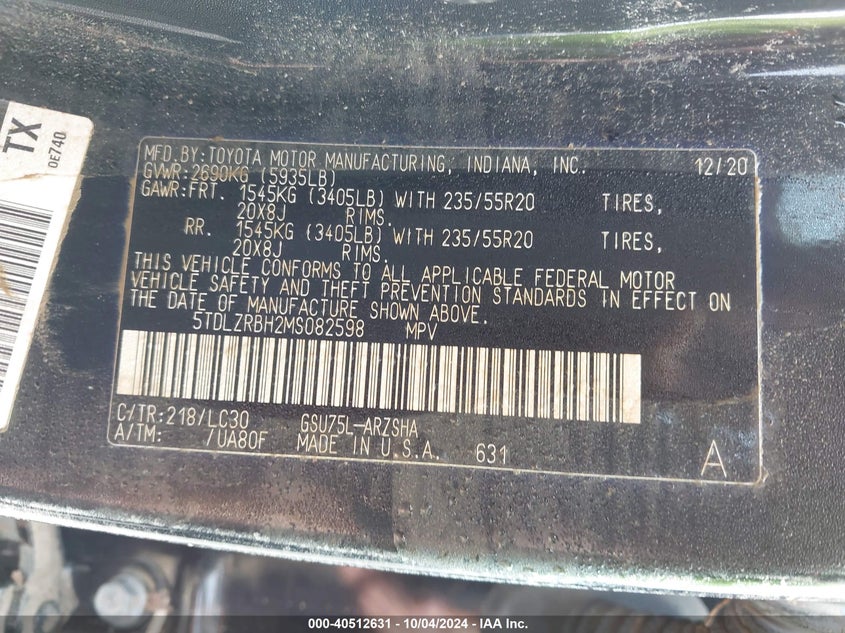 TX
0E740
MFD.BY:TOYOTA MOTOR MANUFACTURING, INDIANA, INC. 12/20
GVWR:2690KG (5935LB)
GAWR:FRT. 1545KG (3405LB) WITH 235/55R20 TIRES,
20X8J RIMS.
RR. 1545KG (3405LB) WITH 235/55R20 TIRES,
20X8J RIMS.
THIS VEHICLE CONFORMS TO ALL APPLICABLE FEDERAL MOTOR
VEHICLE SAFETY AND THEFT PREVENTION STANDARDS IN EFFECT ON
THE DATE OF MANUFACTURE SHOWN ABOVE.
5TDLZRBH2MS082598 MPV
C/TR:218/LC30 GSU75L-ARZSHA
A/TM: /UA80F MADE IN U.S.A. 631 A
000-40512631 - 10/04/2024 - IAA Inc.